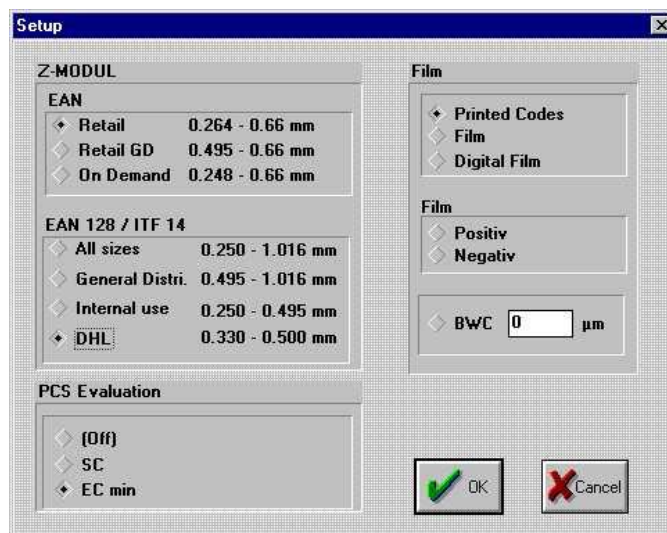 Setup
Z-MODUL
EAN
Retail 0.264 - 0.66 mm
Retail GD 0.495 - 0.66 mm
On Demand 0.248 - 0.66 mm
EAN 128 / ITF 14
All sizes 0.250 - 1.016 mm
General Distri. 0.495 - 1.016 mm
Internal use 0.250 - 0.495 mm
DHL 0.330 - 0.500 mm
PCS Evaluation
(Off)
SC
EC min
Film
Printed Codes
Film
Digital Film
Film
Positiv
Negativ
BWC 0 µm
OK
Cancel